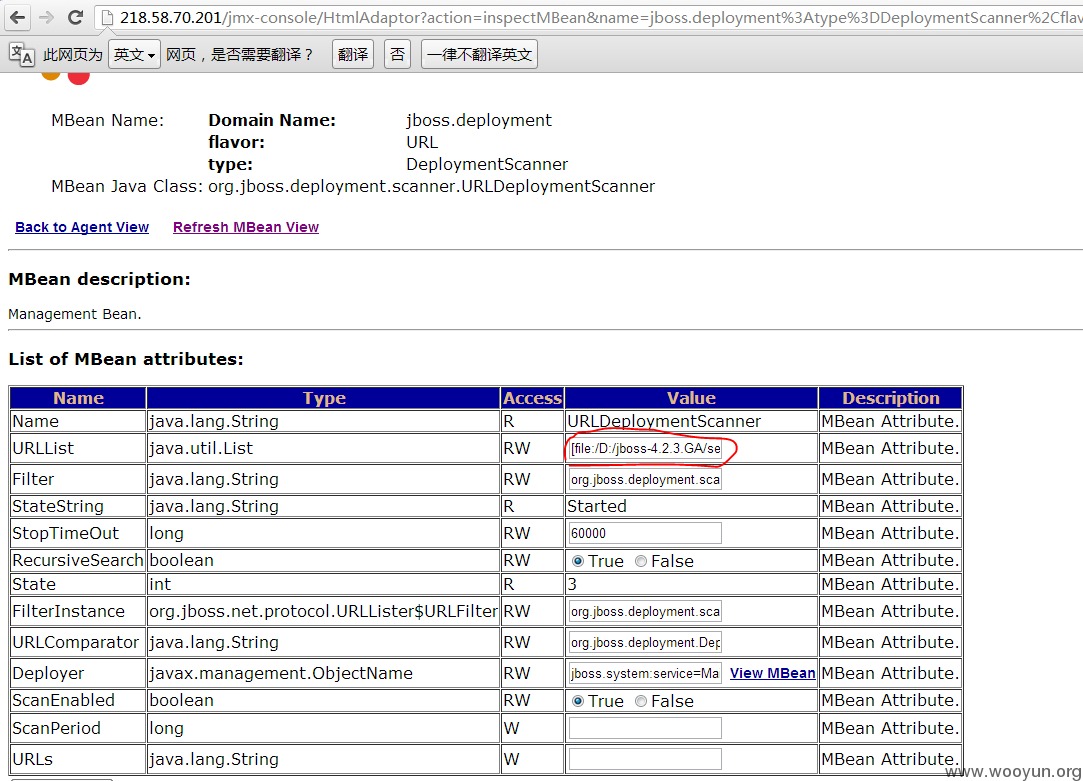 218.58.70.201/jmx-console/HtmlAdaptor?action=inspectMBean&name=jboss.deployment%3Atype%3DDeploymentScanner%2Cflav
此网页为 英文 网页，是否需要翻译？ 翻译 否 一律不翻译英文
MBean Name: Domain Name: jboss.deployment
flavor: URL
type: DeploymentScanner
MBean Java Class: org.jboss.deployment.scanner.URLDeploymentScanner
Back to Agent View Refresh MBean View
MBean description:
Management Bean.
List of MBean attributes:
Name Type Access Value Description
Name java.lang.String R URLDeploymentScanner MBean Attribute.
URLList java.util.List RW [file:/D:/jboss-4.2.3.GA/se MBean Attribute.
Filter java.lang.String RW org.jboss.deployment.sca MBean Attribute.
StateString java.lang.String R Started MBean Attribute.
StopTimeOut long RW 60000 MBean Attribute.
RecursiveSearch boolean RW True False MBean Attribute.
State int R 3 MBean Attribute.
FilterInstance org.jboss.net.protocol.URLLister$URLFilter RW org.jboss.deployment.sca MBean Attribute.
URLComparator java.lang.String RW org.jboss.deployment.Dep MBean Attribute.
Deployer javax.management.ObjectName RW jboss.system:service=Ma View MBean MBean Attribute.
ScanEnabled boolean RW True False MBean Attribute.
ScanPeriod long W MBean Attribute.
URLs java.lang.String W MBean Attribute.
www.wooyun.org